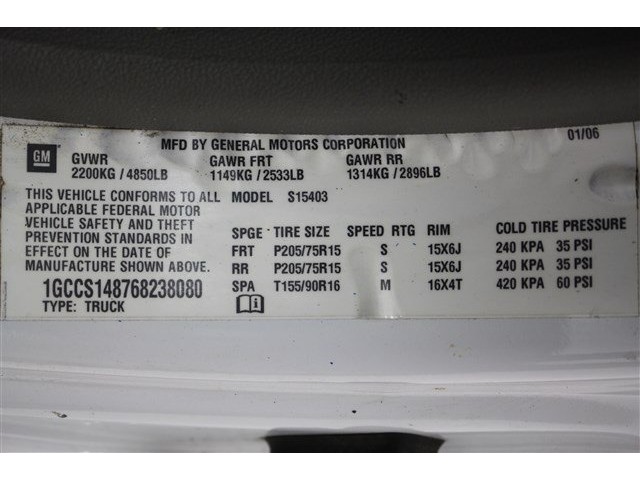 MFD BY GENERAL MOTORS CORPORATION 01/06
GM GVWR GAWR FRT GAWR RR
2200KG / 4850LB 1149KG / 2533LB 1314KG / 2896LB
THIS VEHICLE CONFORMS TO ALL MODEL S15403
APPLICABLE FEDERAL MOTOR
VEHICLE SAFETY AND THEFT
PREVENTION STANDARDS IN
EFFECT ON THE DATE OF
MANUFACTURE SHOWN ABOVE.
SPGE TIRE SIZE SPEED RTG RIM COLD TIRE PRESSURE
FRT P205/75R15 S 15X6J 240 KPA 35 PSI
RR P205/75R15 S 15X6J 240 KPA 35 PSI
SPA T155/90R16 M 16X4T 420 KPA 60 PSI
1GCCS148768238080
TYPE: TRUCK